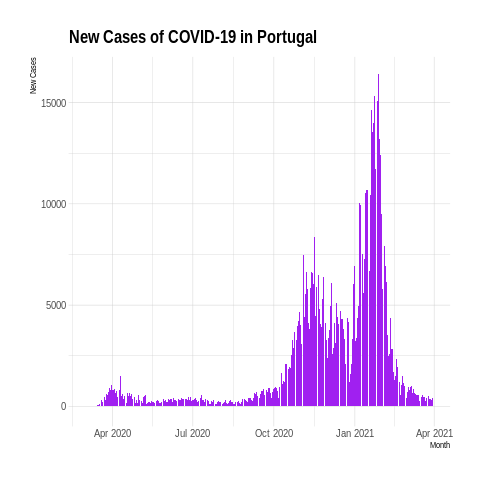 New Cases of COVID-19 in Portugal
New Cases
15000
10000
5000
0
Apr 2020 Jul 2020 Oct 2020 Jan 2021 Apr 2021
Month